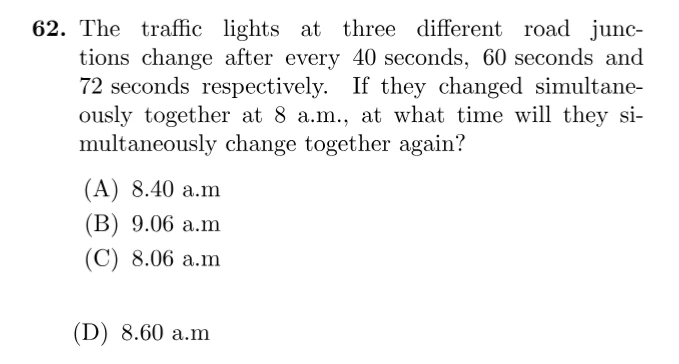 62. The traffic lights at three different road junc-
tions change after every 40 seconds, 60 seconds and
72 seconds respectively. If they changed simultane-
ously together at 8 a.m., at what time will they si-
multaneously change together again?
(A) 8.40 a.m
(B) 9.06 a.m
(C) 8.06 a.m
(D) 8.60 a.m